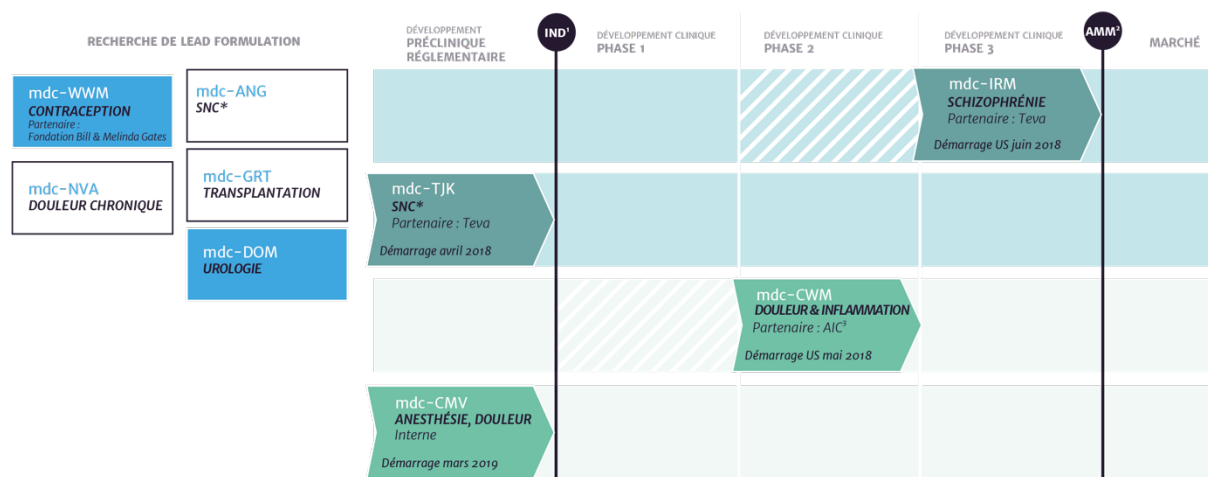 RECHERCHE DE LEAD FORMULATION
DÉVELOPPEMENT
PRÉCLINIQUE
RÉGLEMENTAIRE
IND¹
DÉVELOPPEMENT CLINIQUE
PHASE 1
DÉVELOPPEMENT CLINIQUE
PHASE 2
DÉVELOPPEMENT CLINIQUE
PHASE 3
AMM²
MARCHÉ
mdc-WWM
CONTRACEPTION
Partenaire :
Fondation Bill & Melinda Gates
mdc-ANG
SNC*
mdc-NVA
DOULEUR CHRONIQUE
mdc-GRT
TRANSPLANTATION
mdc-DOM
UROLOGIE
mdc-IRM
SCHIZOPHRÉNIE
Partenaire : Teva
Démarrage US juin 2018
mdc-TJK
SNC*
Partenaire : Teva
Démarrage avril 2018
mdc-CWM
DOULEUR & INFLAMMATION
Partenaire : AIC³
Démarrage US mai 2018
mdc-CMV
ANESTHÉSIE, DOULEUR
Interne
Démarrage mars 2019